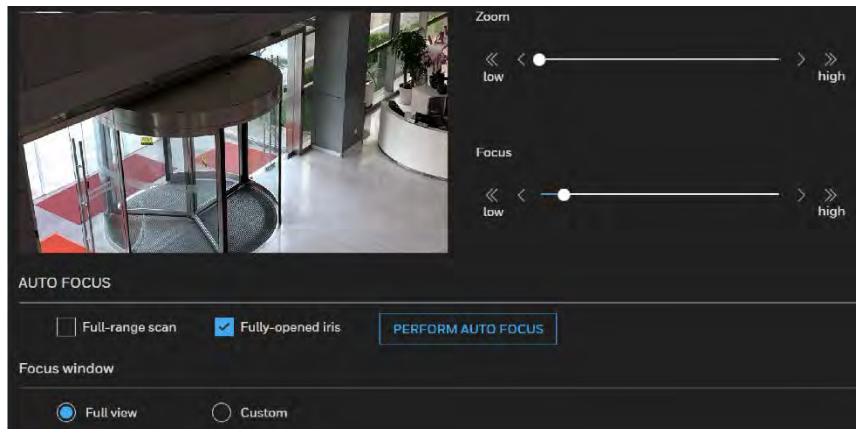 Zoom
low
high
Focus
low
high
AUTO FOCUS
Full-range scan
Fully-opened iris
PERFORM AUTO FOCUS
Focus window
Full view
Custom